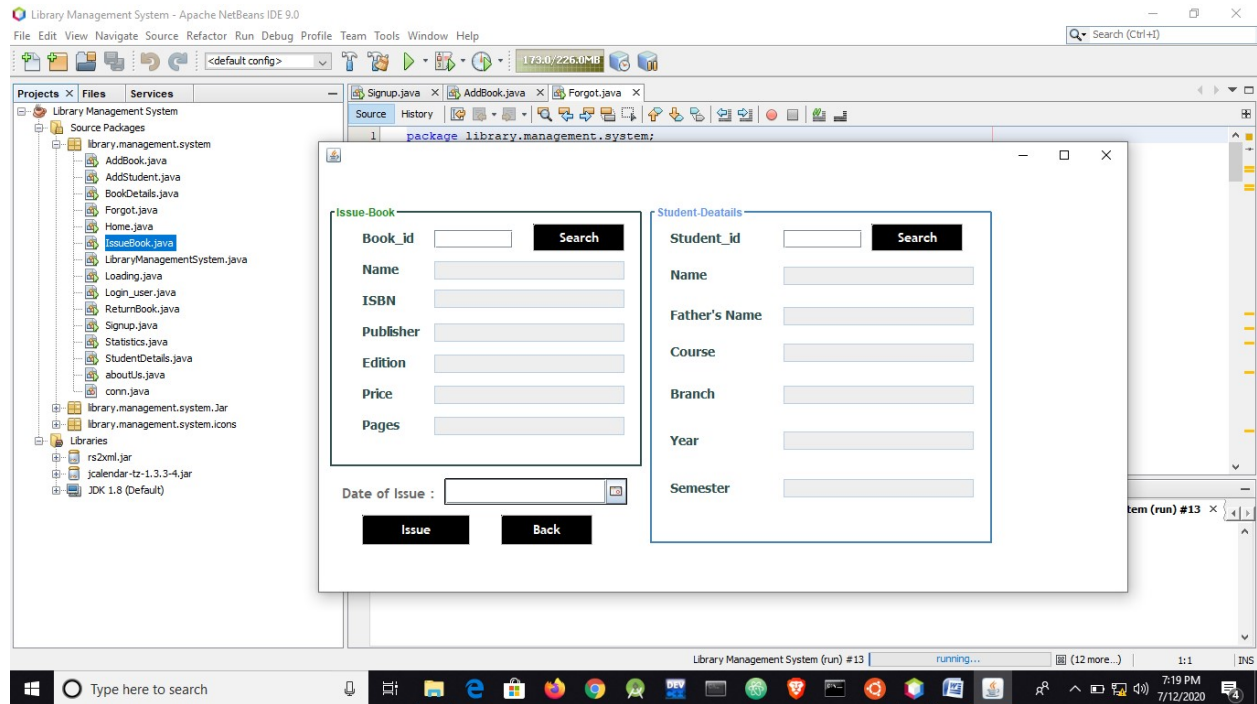 Library Management System - Apache NetBeans IDE 9.0
File Edit View Navigate Source Refactor Run Debug Profile Team Tools Window Help
Search (Ctrl+I)
<default config>
173.0/226.0MB
Projects Files Services
Library Management System
Source Packages
library.management.system
AddBook.java
AddStudent.java
BookDetails.java
Forgot.java
Home.java
IssueBook.java
LibraryManagementSystem.java
Loading.java
Login_user.java
ReturnBook.java
Signup.java
Statistics.java
StudentDetails.java
aboutUs.java
conn.java
library.management.system.Jar
library.management.system.icons
Libraries
rs2xml.jar
jcalendar-tz-1.3.3-4.jar
JDK 1.8 (Default)
Signup.java AddBook.java Forgot.java
Source History
1 package library.management.system;
Issue-Book
Book_id Search
Name
ISBN
Publisher
Edition
Price
Pages
Date of Issue :
Issue Back
Student-Deatails
Student_id Search
Name
Father's Name
Course
Branch
Year
Semester
tem (run) #13
Library Management System (run) #13 running... (12 more...) 1:1 INS
Type here to search
DEV
7:19 PM
7/12/2020
4